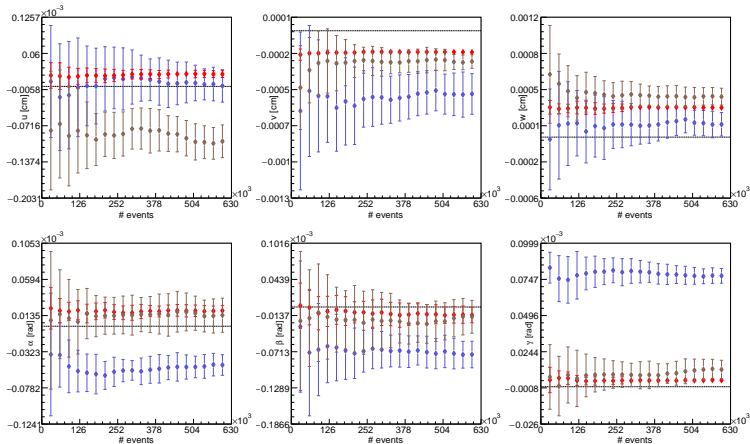 ×10⁻³
0.1257
0.06
−0.0058
−0.0716
−0.1374
−0.2031
u [cm]
0 126 252 378 504 630
×10³
# events
0.0001
−0.0002
−0.0005
−0.0007
−0.001
−0.0013
v [cm]
0 126 252 378 504 630
×10³
# events
0.0012
0.0008
0.0005
0.0001
−0.0002
−0.0006
w [cm]
0 126 252 378 504 630
×10³
# events
×10⁻³
0.1053
0.0594
0.0135
−0.0323
−0.0782
−0.1241
α [rad]
0 126 252 378 504 630
×10³
# events
×10⁻³
0.1016
0.0439
−0.0137
−0.0713
−0.1289
−0.1866
β [rad]
0 126 252 378 504 630
×10³
# events
×10⁻³
0.0999
0.0747
0.0496
0.0244
−0.0008
−0.026
γ [rad]
0 126 252 378 504 630
×10³
# events